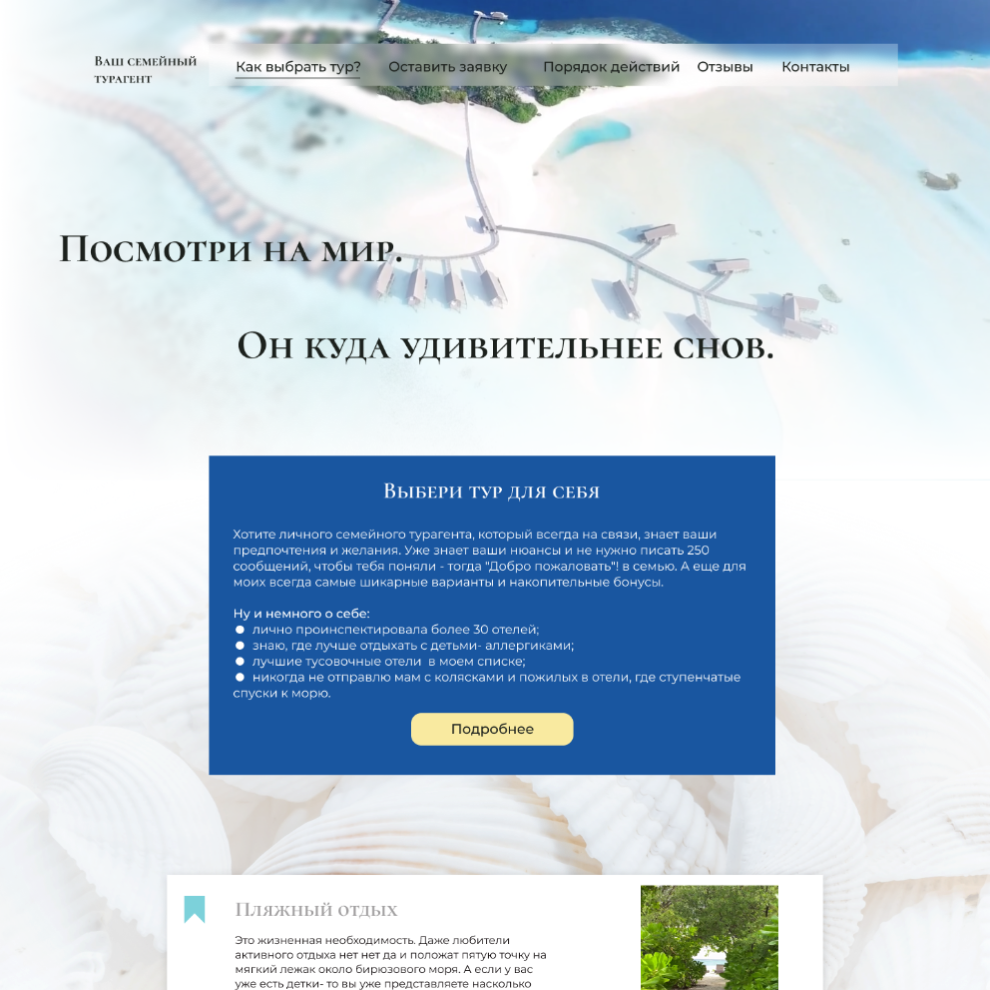 Ваш семейный
турагент
Как выбрать тур? Оставить заявку Порядок действий Отзывы Контакты
Посмотри на мир.
Он куда удивительнее снов.
Выбери тур для себя
Хотите личного семейного турагента, который всегда на связи, знает ваши
предпочтения и желания. Уже знает ваши нюансы и не нужно писать 250
сообщений, чтобы тебя поняли - тогда "Добро пожаловать"! в семью. А еще для
моих всегда самые шикарные варианты и накопительные бонусы.
Ну и немного о себе:
● лично проинспектировала более 30 отелей;
● знаю, где лучше отдыхать с детьми- аллергиками;
● лучшие тусовочные отели в моем списке;
● никогда не отправлю мам с колясками и пожилых в отели, где ступенчатые
спуски к морю.
Подробнее
Пляжный отдых
Это жизненная необходимость. Даже любители
активного отдыха нет нет да и положат пятую точку на
мягкий лежак около бирюзового моря. А если у вас
уже есть детки- то вы уже представляете насколько